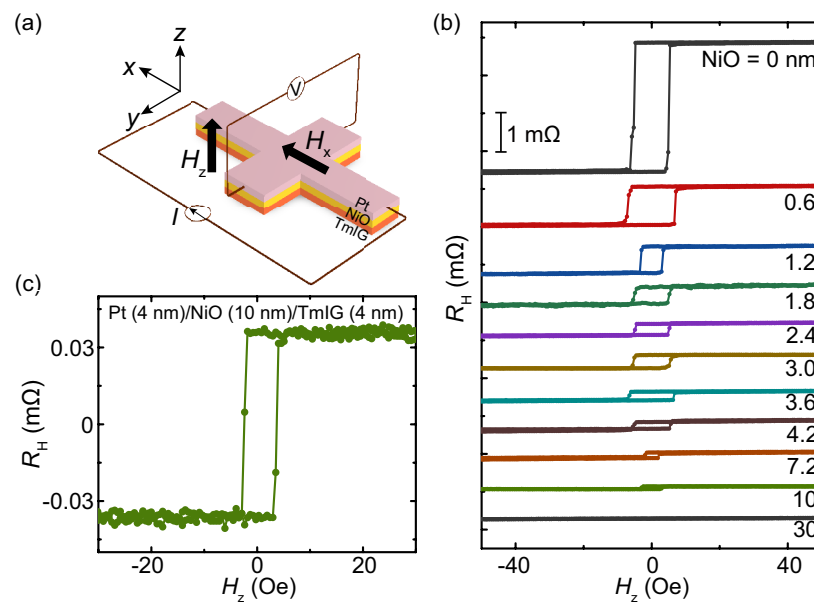 (a)
z
x
y
V
H_z
H_x
I
Pt
NiO
TmIG
(b)
NiO = 0 nm
1 mΩ
0.6
1.2
1.8
2.4
3.0
3.6
4.2
7.2
10
30
R_H (mΩ)
-40 0 40
H_z (Oe)
(c)
Pt (4 nm)/NiO (10 nm)/TmIG (4 nm)
0.03
0
-0.03
R_H (mΩ)
-20 0 20
H_z (Oe)